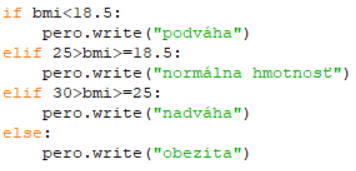 if bmi<18.5:
    pero.write("podváha")
elif 25>bmi>=18.5:
    pero.write("normálna hmotnosť")
elif 30>bmi>=25:
    pero.write("nadváha")
else:
    pero.write("obezita")